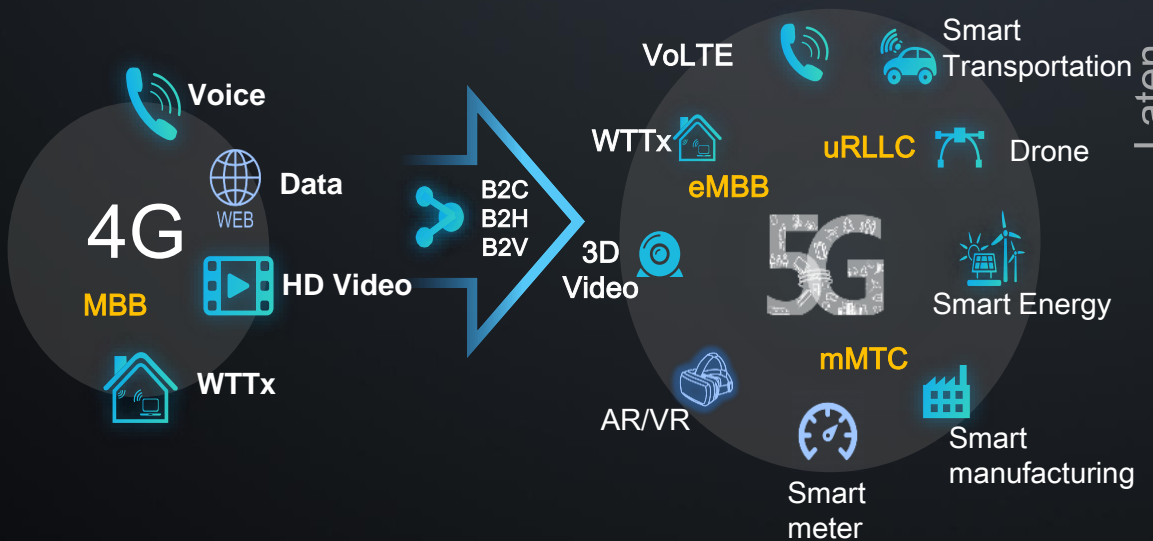 Voice
Data
WEB
4G
HD Video
MBB
WTTx
B2C
B2H
B2V
VoLTE
Smart
Transportation
WTTx
uRLLC
Drone
eMBB
5G
3D
Video
Smart Energy
mMTC
AR/VR
Smart
manufacturing
Smart
meter